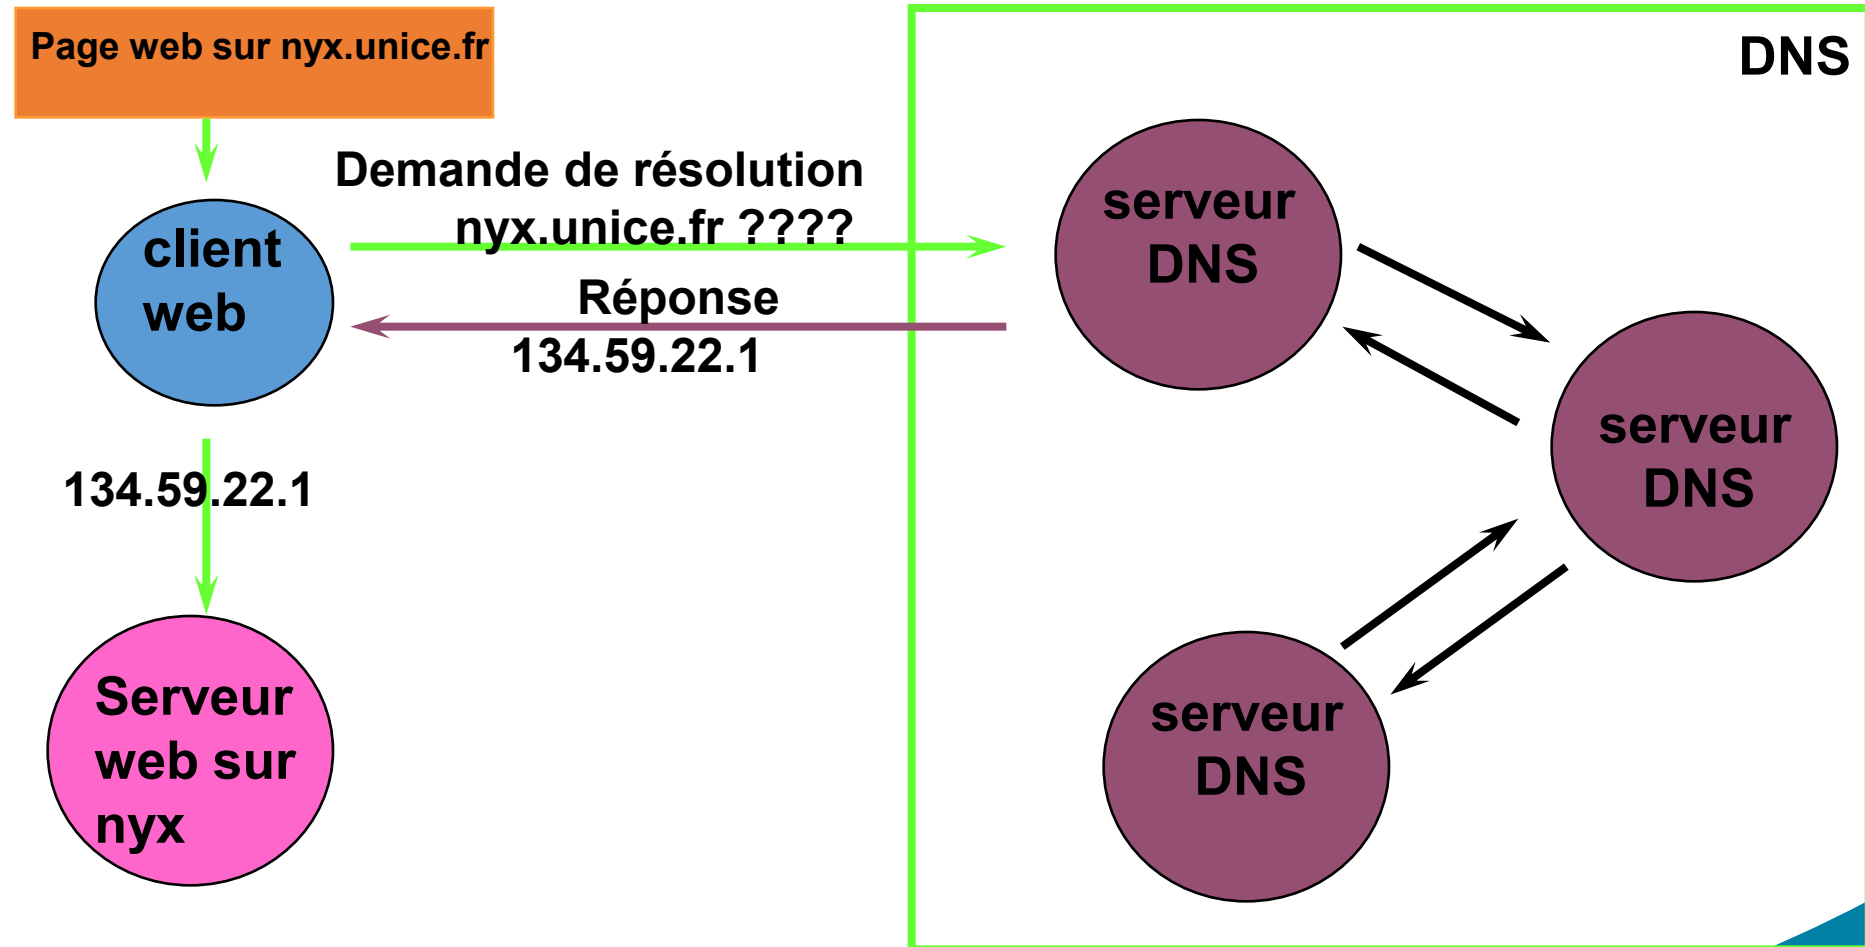 Page web sur nyx.unice.fr
DNS
Demande de résolution
nyx.unice.fr ????
serveur
DNS
client
web
Réponse
134.59.22.1
serveur
DNS
134.59.22.1
Serveur
web sur
nyx
serveur
DNS